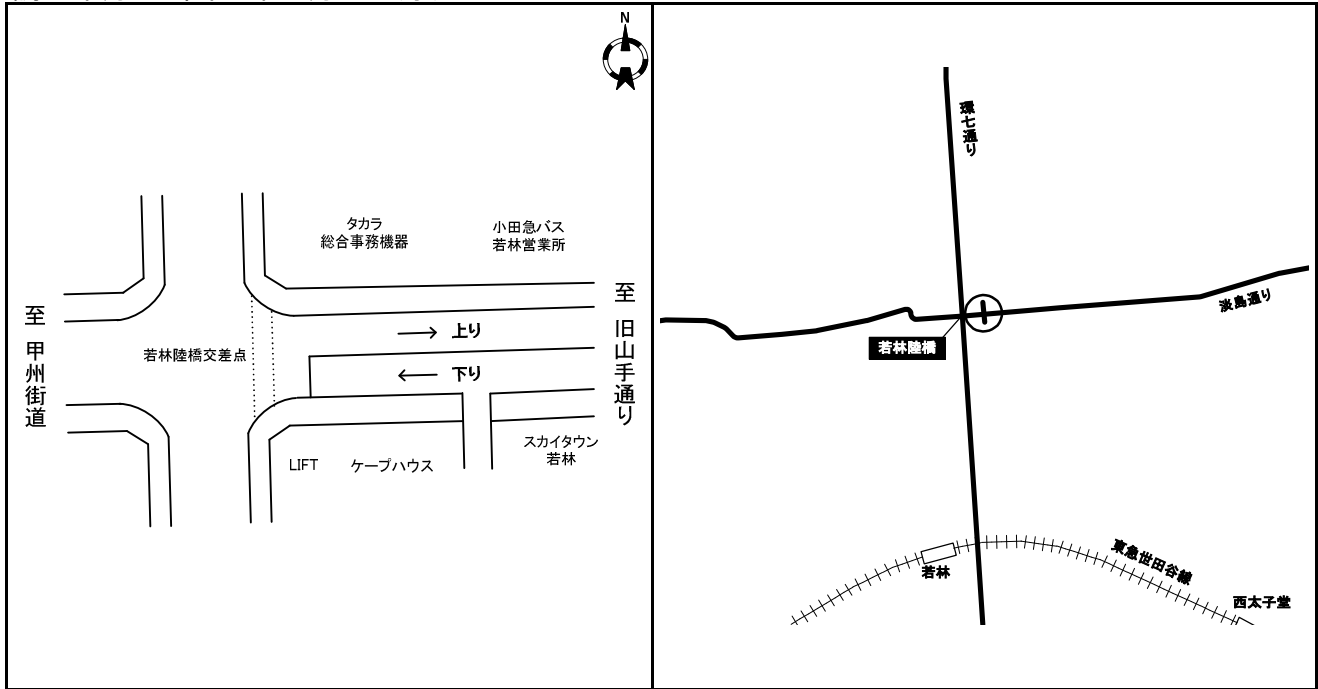 N
タカラ
総合事務機器
小田急バス
若林営業所
至 甲州街道
至 旧山手通り
上り
若林陸橋交差点
下り
スカイタウン
若林
LIFT
ケープハウス
環七通り
淡島通り
若林陸橋
若林
東急世田谷線
西太子堂